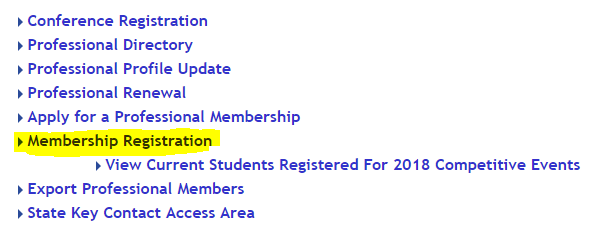 Conference Registration
Professional Directory
Professional Profile Update
Professional Renewal
Apply for a Professional Membership
Membership Registration
View Current Students Registered For 2018 Competitive Events
Export Professional Members
State Key Contact Access Area